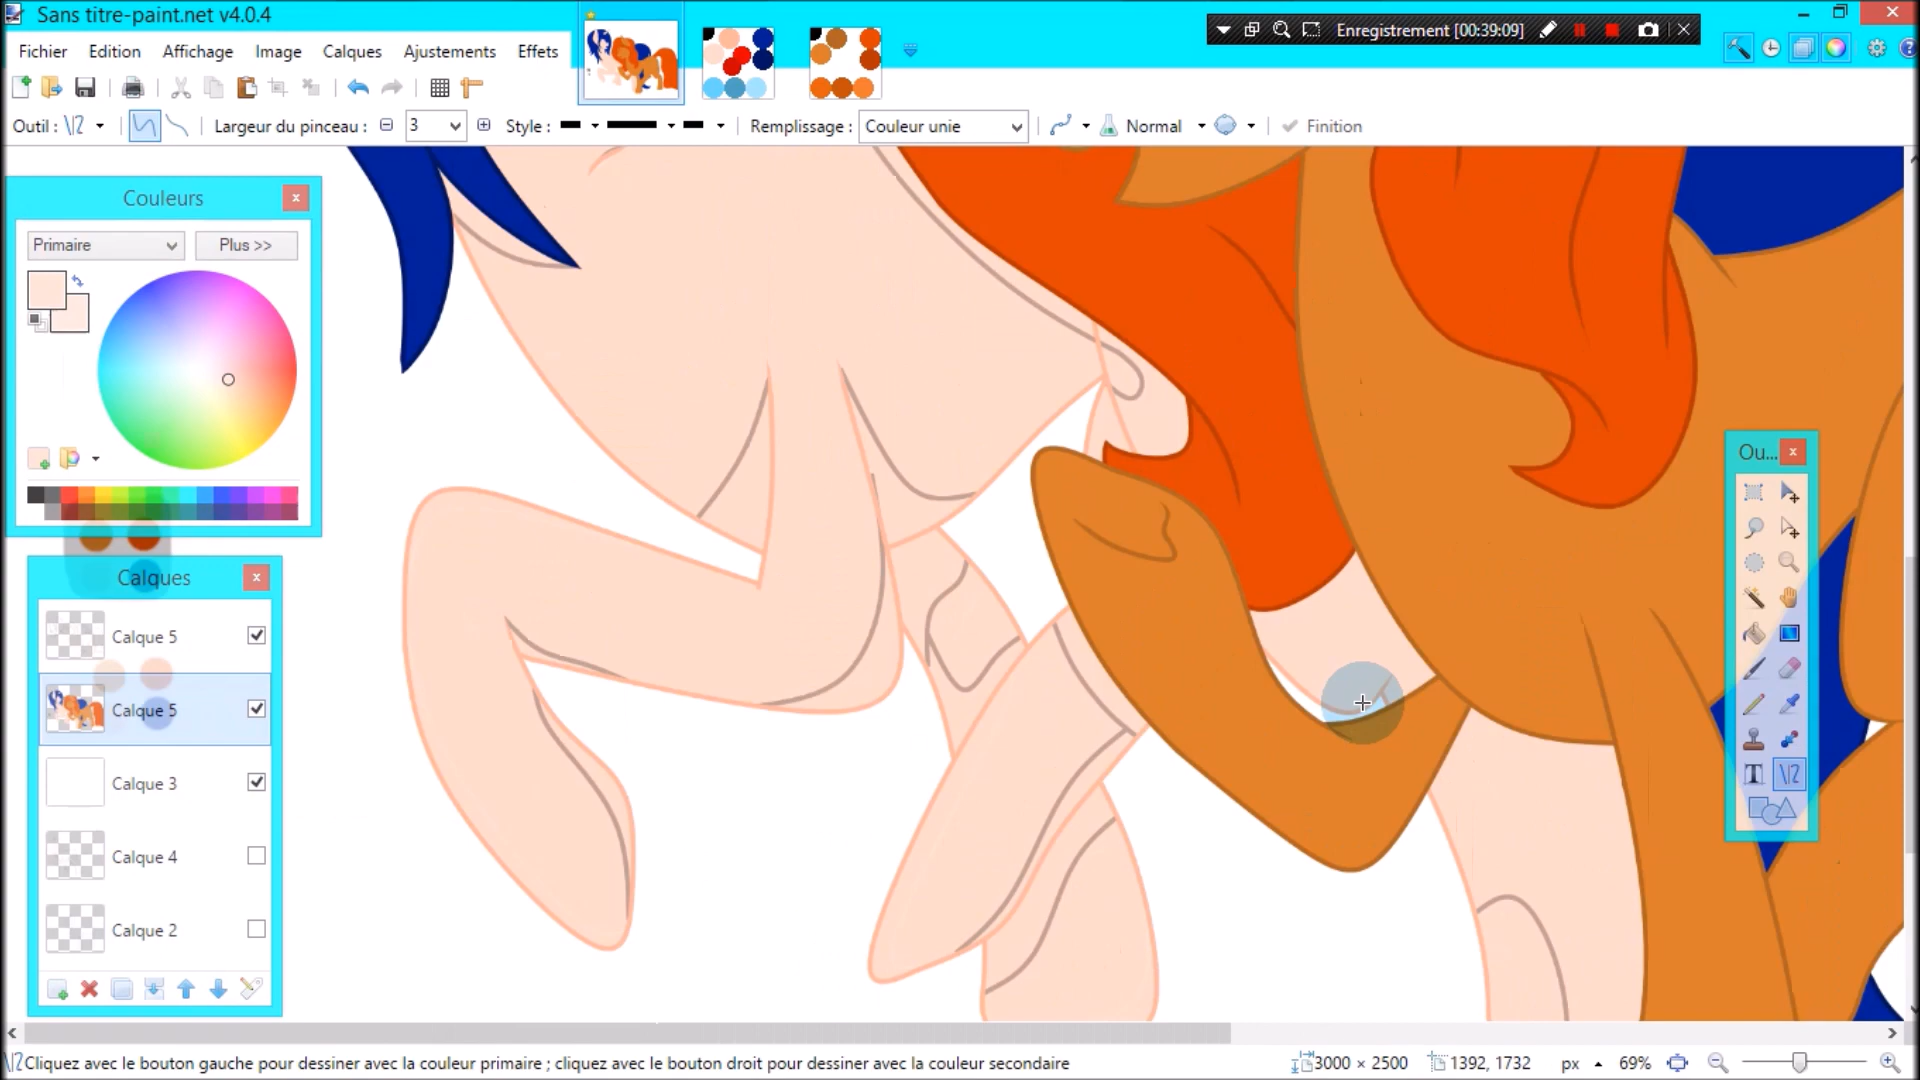 Sans titre-paint.net v4.0.4
Enregistrement [00:39:09]
Fichier Edition Affichage Image Calques Ajustements Effets
Outil : Largeur du pinceau : 3 Style : Remplissage : Couleur unie Normal Finition
Couleurs
Primaire Plus >>
Ou...
T
Calques
Calque 5
Calque 5
Calque 3
Calque 4
Calque 2
Cliquez avec le bouton gauche pour dessiner avec la couleur primaire ; cliquez avec le bouton droit pour dessiner avec la couleur secondaire 3000 × 2500 1392, 1732 px 69%